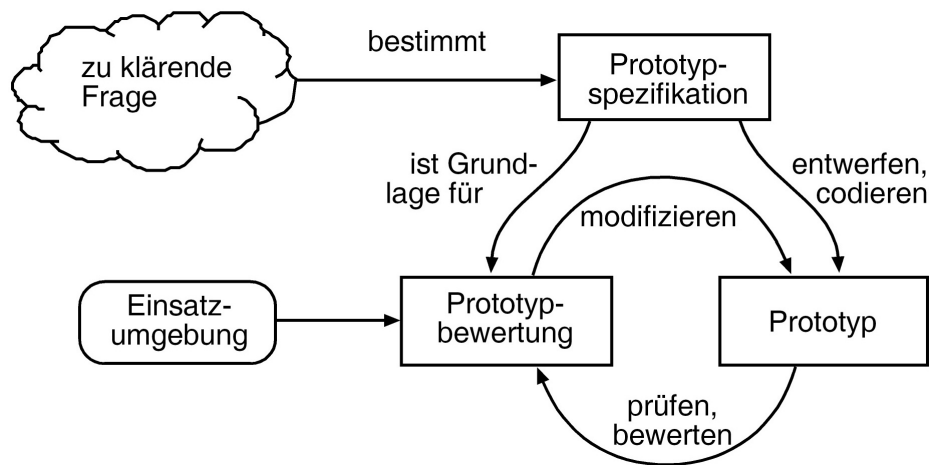 zu klärende
Frage
bestimmt
Prototyp-
spezifikation
ist Grund-
lage für
entwerfen,
codieren
modifizieren
Einsatz-
umgebung
Prototyp-
bewertung
Prototyp
prüfen,
bewerten